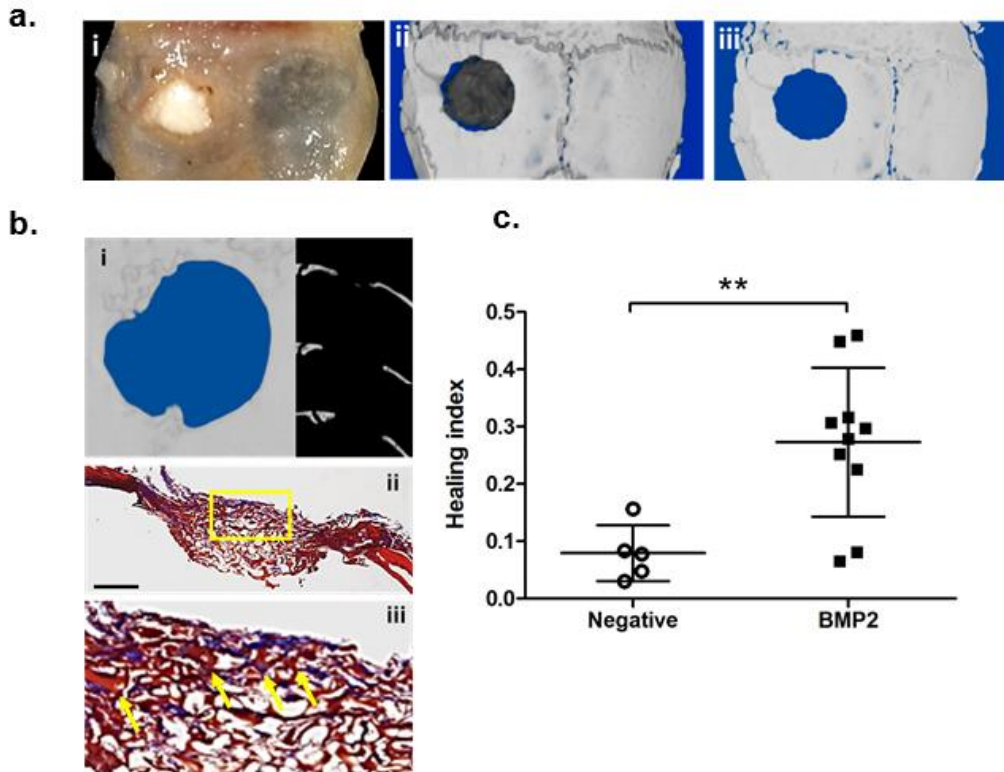 a.
i
ii
iii
b.
i
ii
iii
c.
**
Healing index
0.5
0.4
0.3
0.2
0.1
0.0
Negative
BMP2